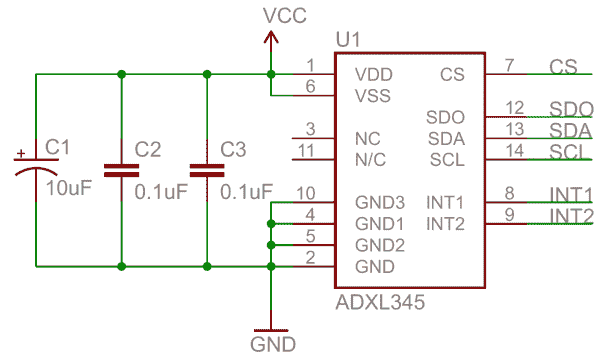 VCC
U1
1 VDD CS 7 CS
6 VSS
SDO 12 SDO
3 NC SDA 13 SDA
11 N/C SCL 14 SCL
+ C1 C2 C3
10uF 0.1uF 0.1uF
10 GND3 INT1 8 INT1
4 GND1 INT2 9 INT2
5 GND2
2 GND
ADXL345
GND